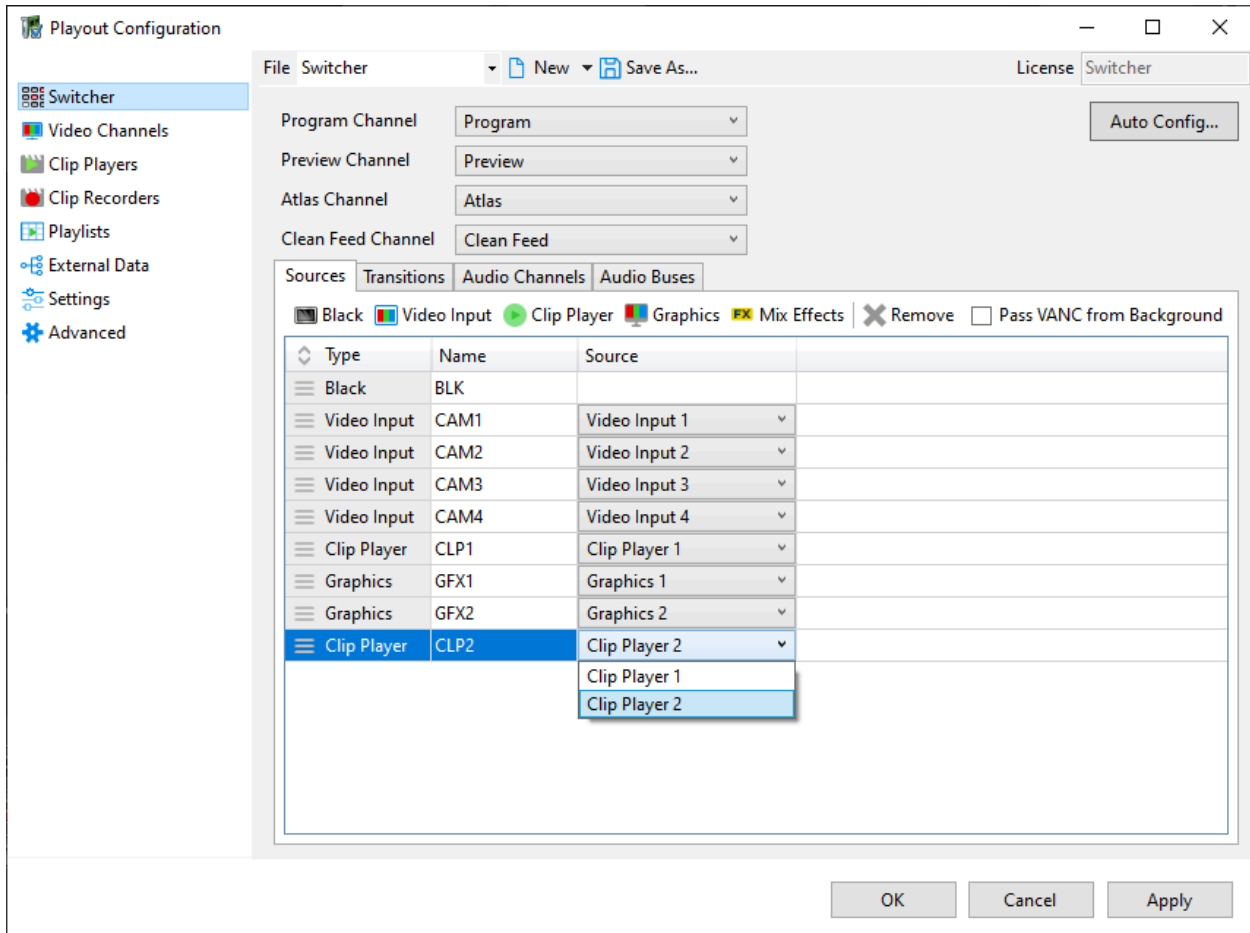 Playout Configuration
File Switcher New Save As... License Switcher
Switcher
Video Channels
Clip Players
Clip Recorders
Playlists
External Data
Settings
Advanced
Program Channel Program Auto Config...
Preview Channel Preview
Atlas Channel Atlas
Clean Feed Channel Clean Feed
Sources Transitions Audio Channels Audio Buses
Black Video Input Clip Player Graphics FX Mix Effects Remove Pass VANC from Background
Type Name Source
Black BLK
Video Input CAM1 Video Input 1
Video Input CAM2 Video Input 2
Video Input CAM3 Video Input 3
Video Input CAM4 Video Input 4
Clip Player CLP1 Clip Player 1
Graphics GFX1 Graphics 1
Graphics GFX2 Graphics 2
Clip Player CLP2 Clip Player 2
Clip Player 1
Clip Player 2
OK Cancel Apply